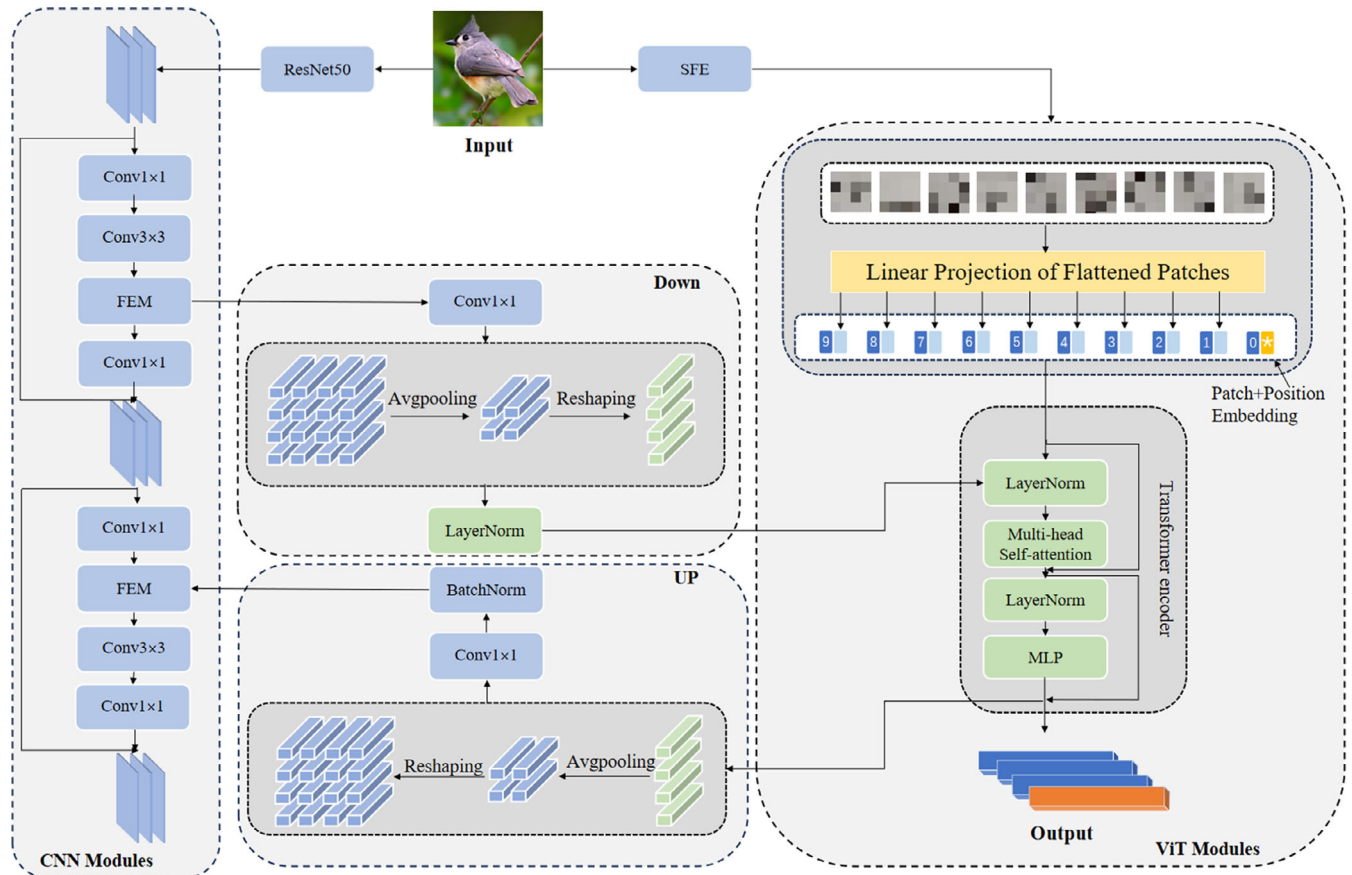 ResNet50
Input
SFE
Conv1×1
Conv3×3
FEM
Conv1×1
Conv1×1
FEM
Conv3×3
Conv1×1
CNN Modules
Down
Conv1×1
Avgpooling
Reshaping
LayerNorm
UP
BatchNorm
Conv1×1
Reshaping
Avgpooling
Linear Projection of Flattened Patches
9 8 7 6 5 4 3 2 1 0 *
Patch+Position
Embedding
LayerNorm
Multi-head
Self-attention
LayerNorm
MLP
Transformer encoder
Output
ViT Modules